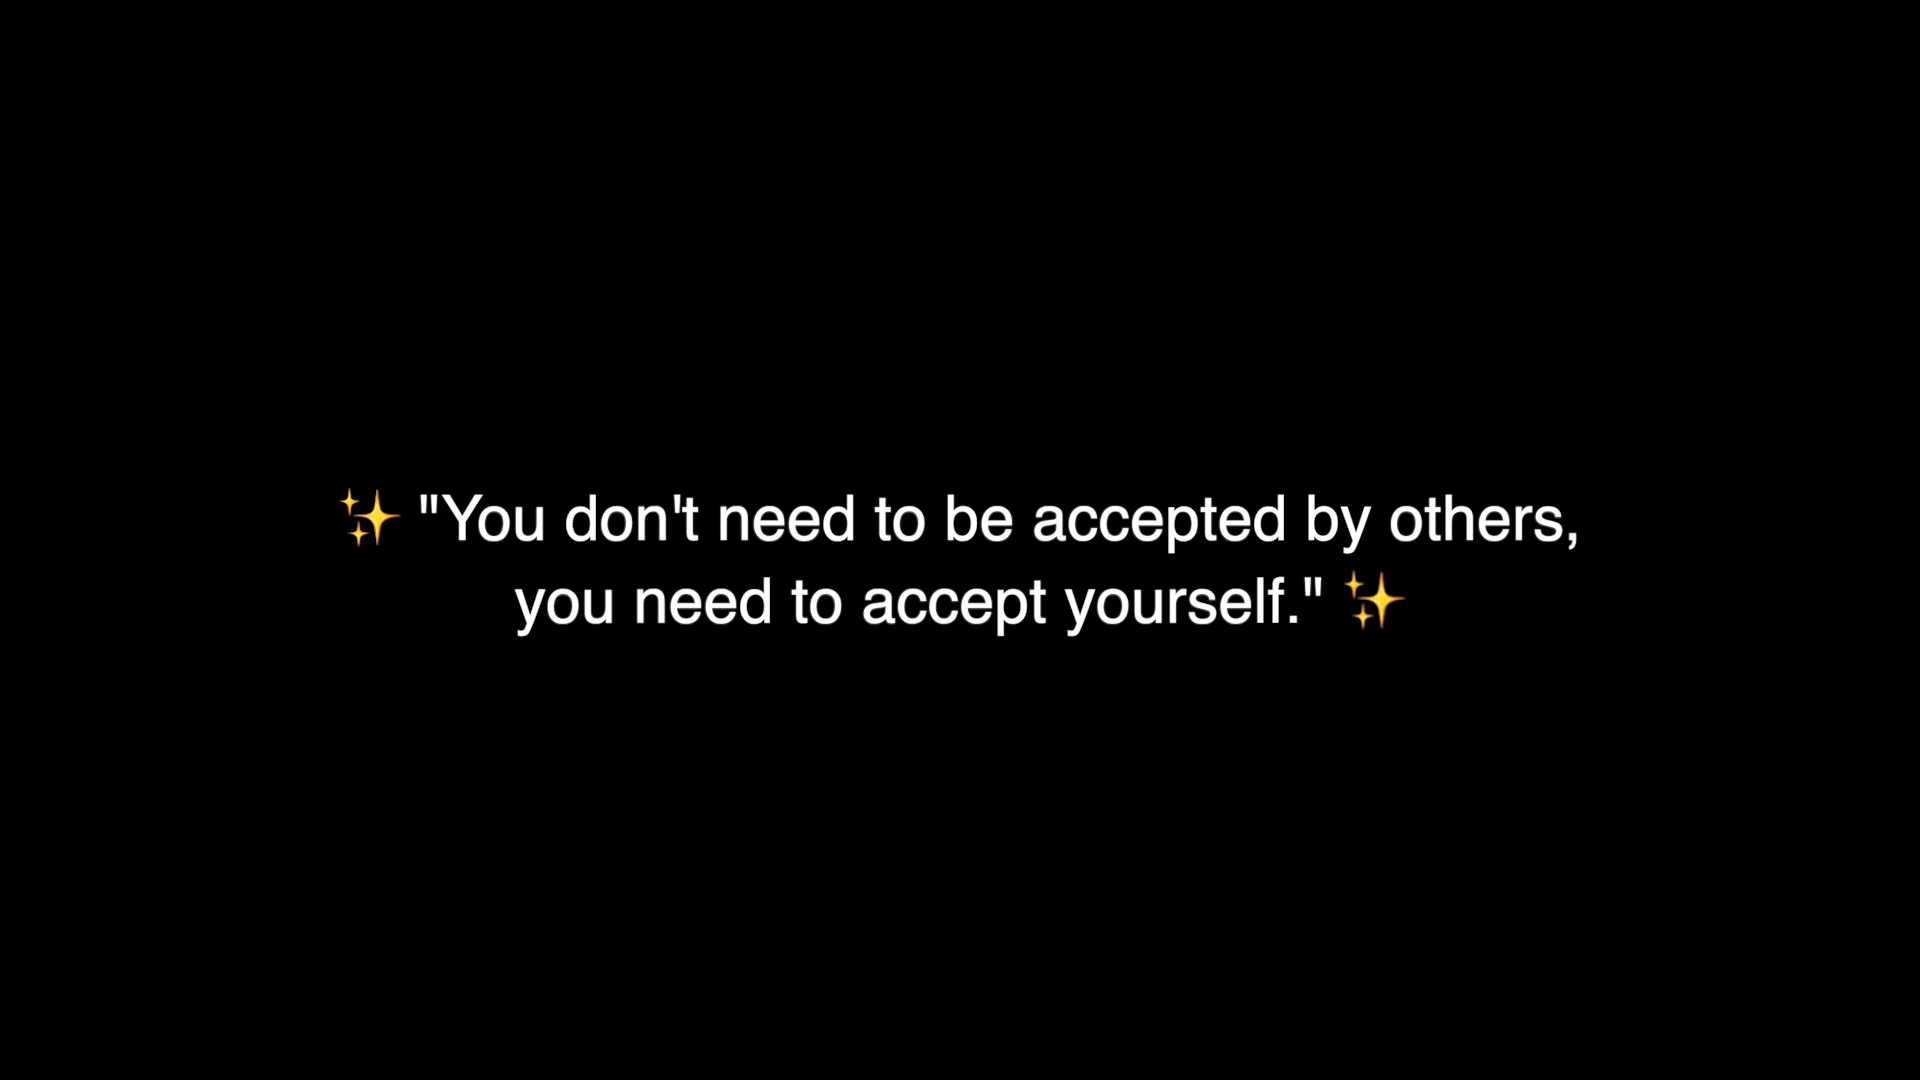 ✨ "You don't need to be accepted by others,
you need to accept yourself." ✨